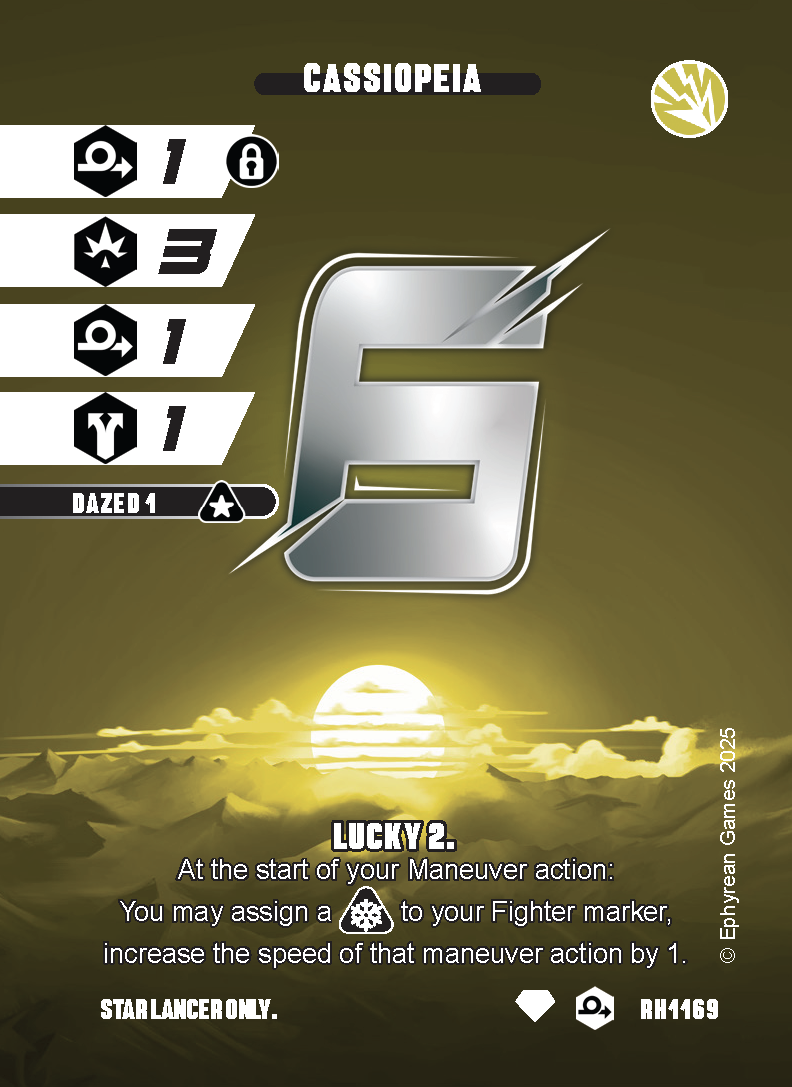 CASSIOPEIA
1
3
1
1
DAZED 1
6
LUCKY 2.
At the start of your Maneuver action:
You may assign a to your Fighter marker,
increase the speed of that maneuver action by 1.
© Ephyrean Games 2025
STAR LANCER ONLY.
RH1169